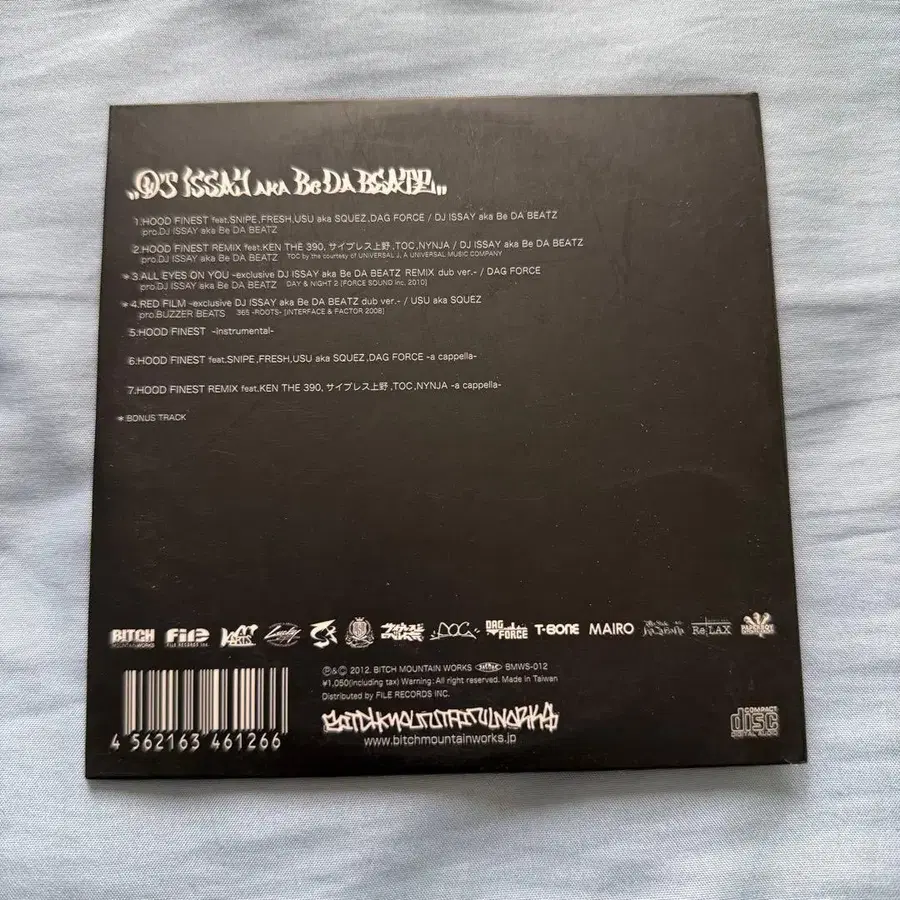 DJ ISSAY AKA Be DA BEATZ
1.HOOD FINEST feat.SNIPE,FRESH,USU aka SQUEZ,DAG FORCE / DJ ISSAY aka Be DA BEATZ
pro.DJ ISSAY aka Be DA BEATZ
2.HOOD FINEST REMIX feat.KEN THE 390,サイプレス上野,TOC,NYNJA / DJ ISSAY aka Be DA BEATZ
pro.DJ ISSAY aka Be DA BEATZ TOC by the courtesy of UNIVERSAL J, A UNIVERSAL MUSIC COMPANY
*3.ALL EYES ON YOU -exclusive DJ ISSAY aka Be DA BEATZ REMIX dub ver.- / DAG FORCE
pro.DJ ISSAY aka Be DA BEATZ DAY & NIGHT 2 [FORCE SOUND inc. 2010]
*4.RED FILM -exclusive DJ ISSAY aka Be DA BEATZ dub ver.- / USU aka SQUEZ
pro.BUZZER BEATS 365 -ROOTS- [INTERFACE & FACTOR 2008]
5.HOOD FINEST -instrumental-
6.HOOD FINEST feat.SNIPE,FRESH,USU aka SQUEZ,DAG FORCE -a cappella-
7.HOOD FINEST REMIX feat.KEN THE 390,サイプレス上野,TOC,NYNJA -a cappella-
* BONUS TRACK
BITCH MOUNTAINWORKS FILE RECORDS INC. DAG FORCE T-BONE MAIRO Re:LAX
Ⓟ&© 2012. BITCH MOUNTAIN WORKS BMWS-012
¥1,050(including tax) Warning: All right reserved. Made in Taiwan
Distributed by FILE RECORDS INC.
BITCHMOUNTAINWORKS
www.bitchmountainworks.jp
4 562163 461266
COMPACT disc DIGITAL AUDIO